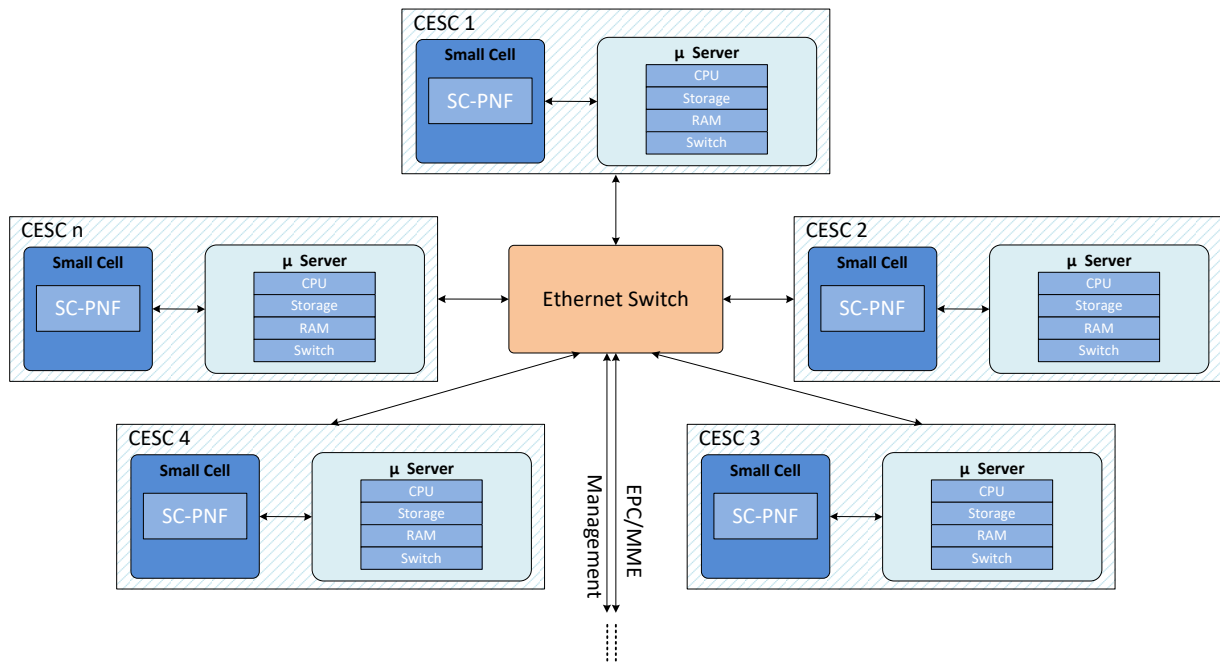 CESC 1
Small Cell
SC-PNF
µ Server
CPU
Storage
RAM
Switch
CESC n
Small Cell
SC-PNF
µ Server
CPU
Storage
RAM
Switch
Ethernet Switch
CESC 2
Small Cell
SC-PNF
µ Server
CPU
Storage
RAM
Switch
CESC 4
Small Cell
SC-PNF
µ Server
CPU
Storage
RAM
Switch
Management
EPC/MME
CESC 3
Small Cell
SC-PNF
µ Server
CPU
Storage
RAM
Switch